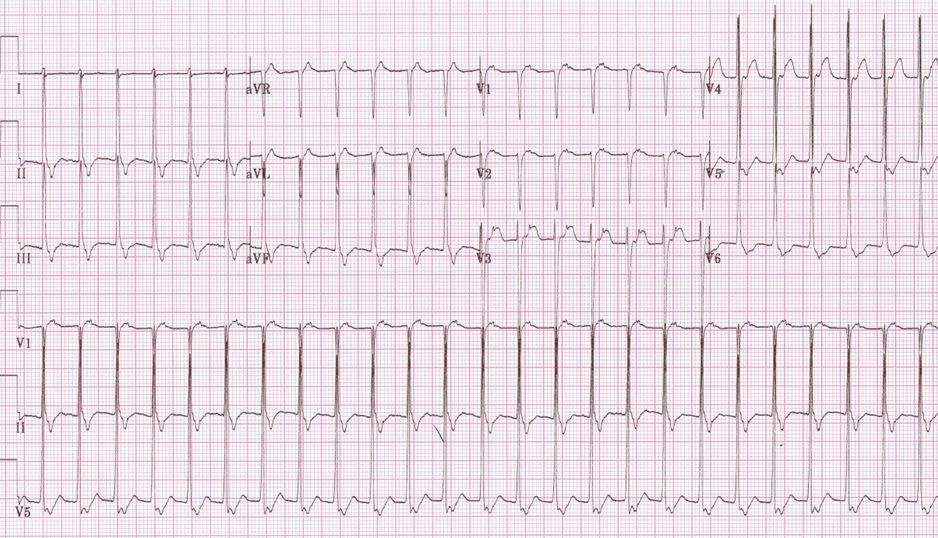 I aVR V1 V4
II aVL V2 V5
III aVF V3 V6
V1
II
V5